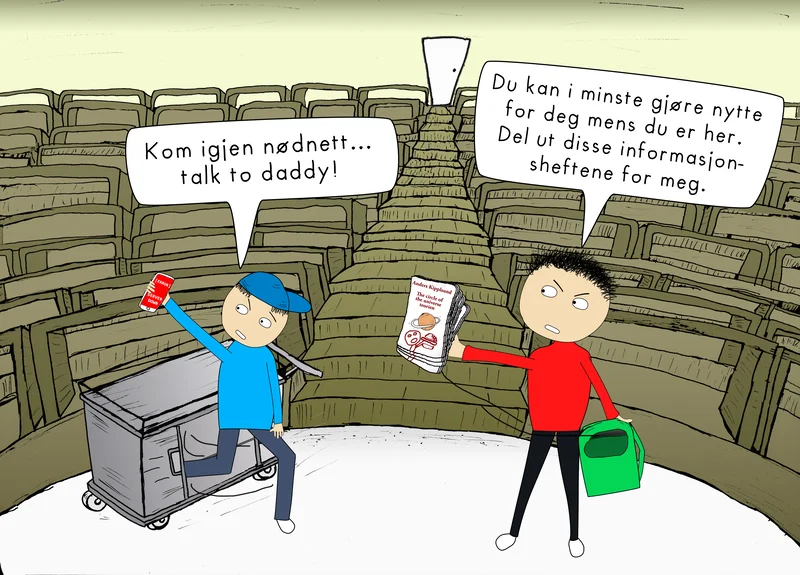 Kom igjen nødnett...
talk to daddy!
Du kan i minste gjøre nytte
for deg mens du er her.
Del ut disse informasjon-
sheftene for meg.
Anders Kipplund
The circle of
the universe
teorien